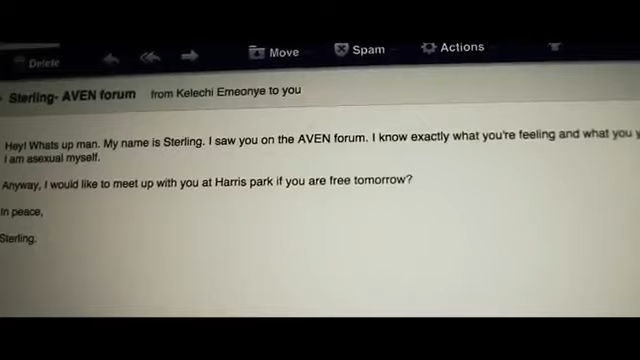 Delete Move Spam Actions
Sterling- AVEN forum from Kelechi Emeonye to you
Hey! Whats up man. My name is Sterling. I saw you on the AVEN forum. I know exactly what you're feeling and what you
I am asexual myself.
Anyway, I would like to meet up with you at Harris park if you are free tomorrow?
In peace,
Sterling.